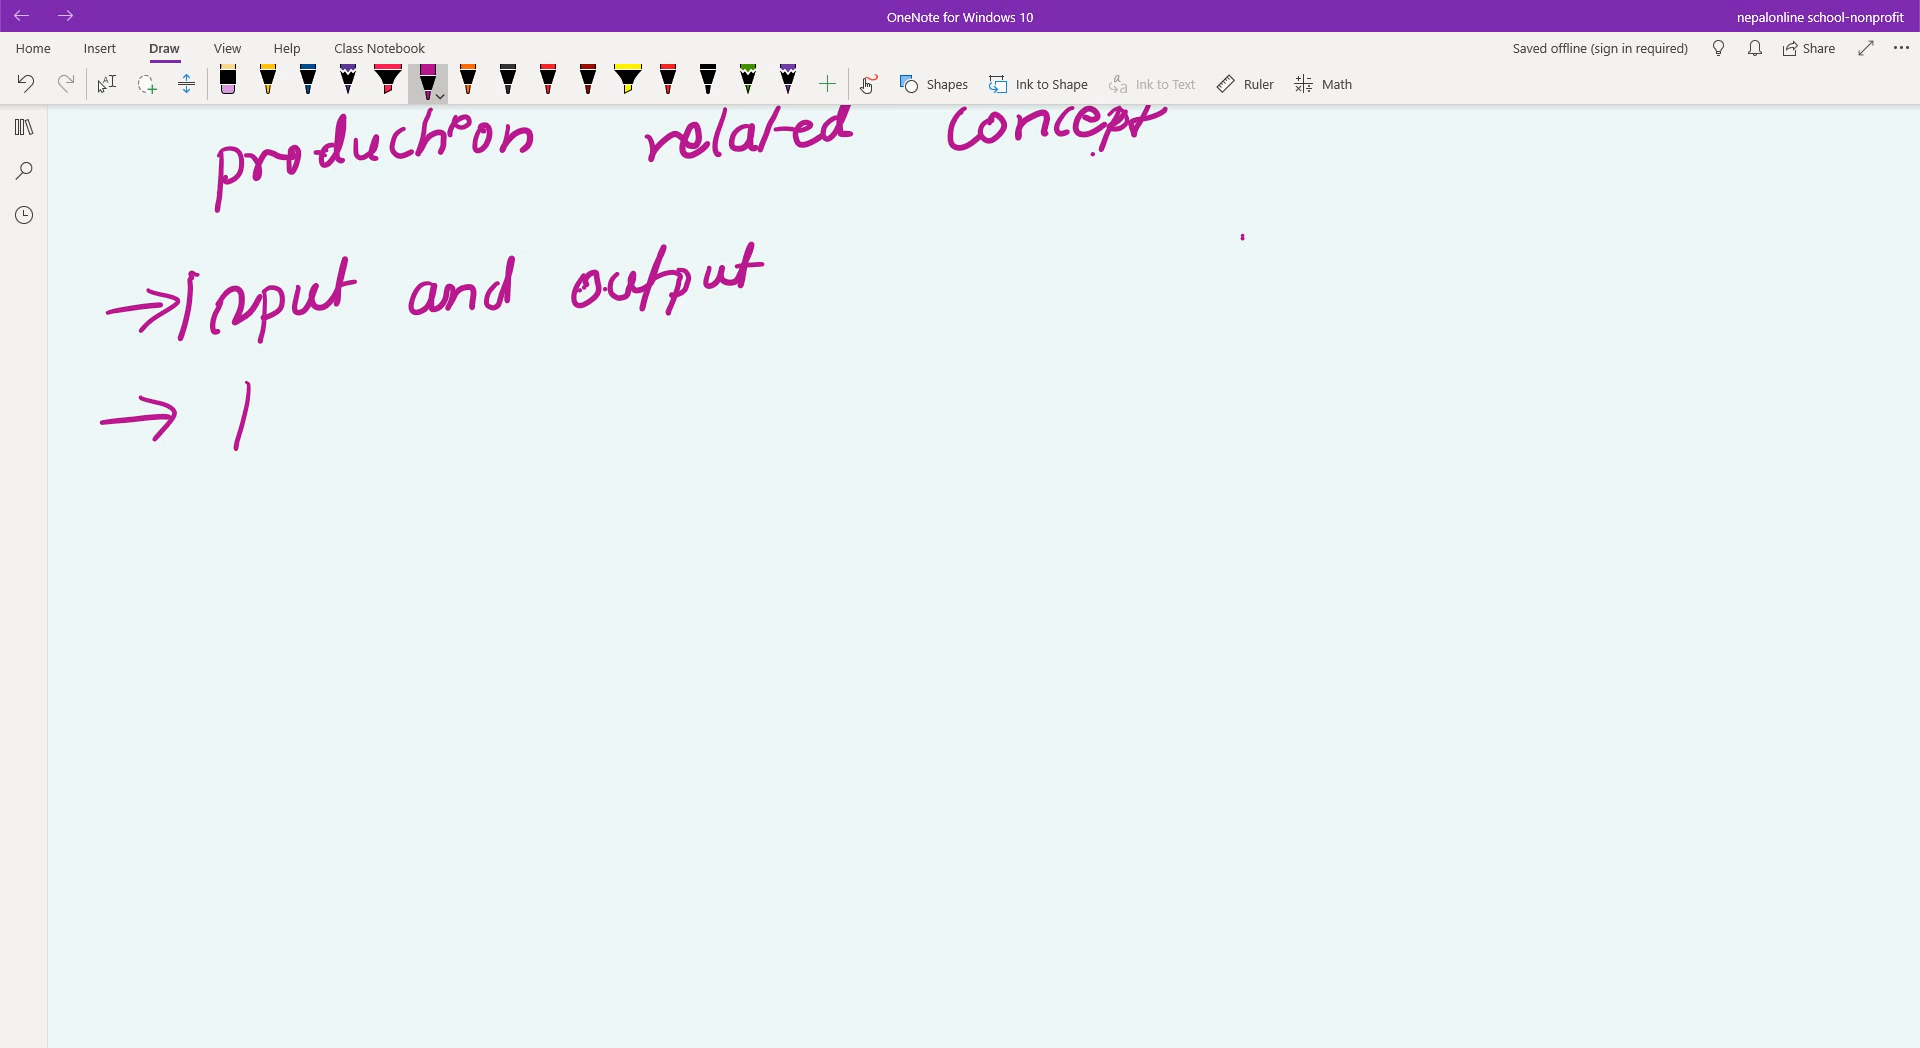 OneNote for Windows 10
nepalonline school-nonprofit
Home Insert Draw View Help Class Notebook
Saved offline (sign in required) Share
Shapes Ink to Shape Ink to Text Ruler Math
production related concept
→ Input and output
→ I